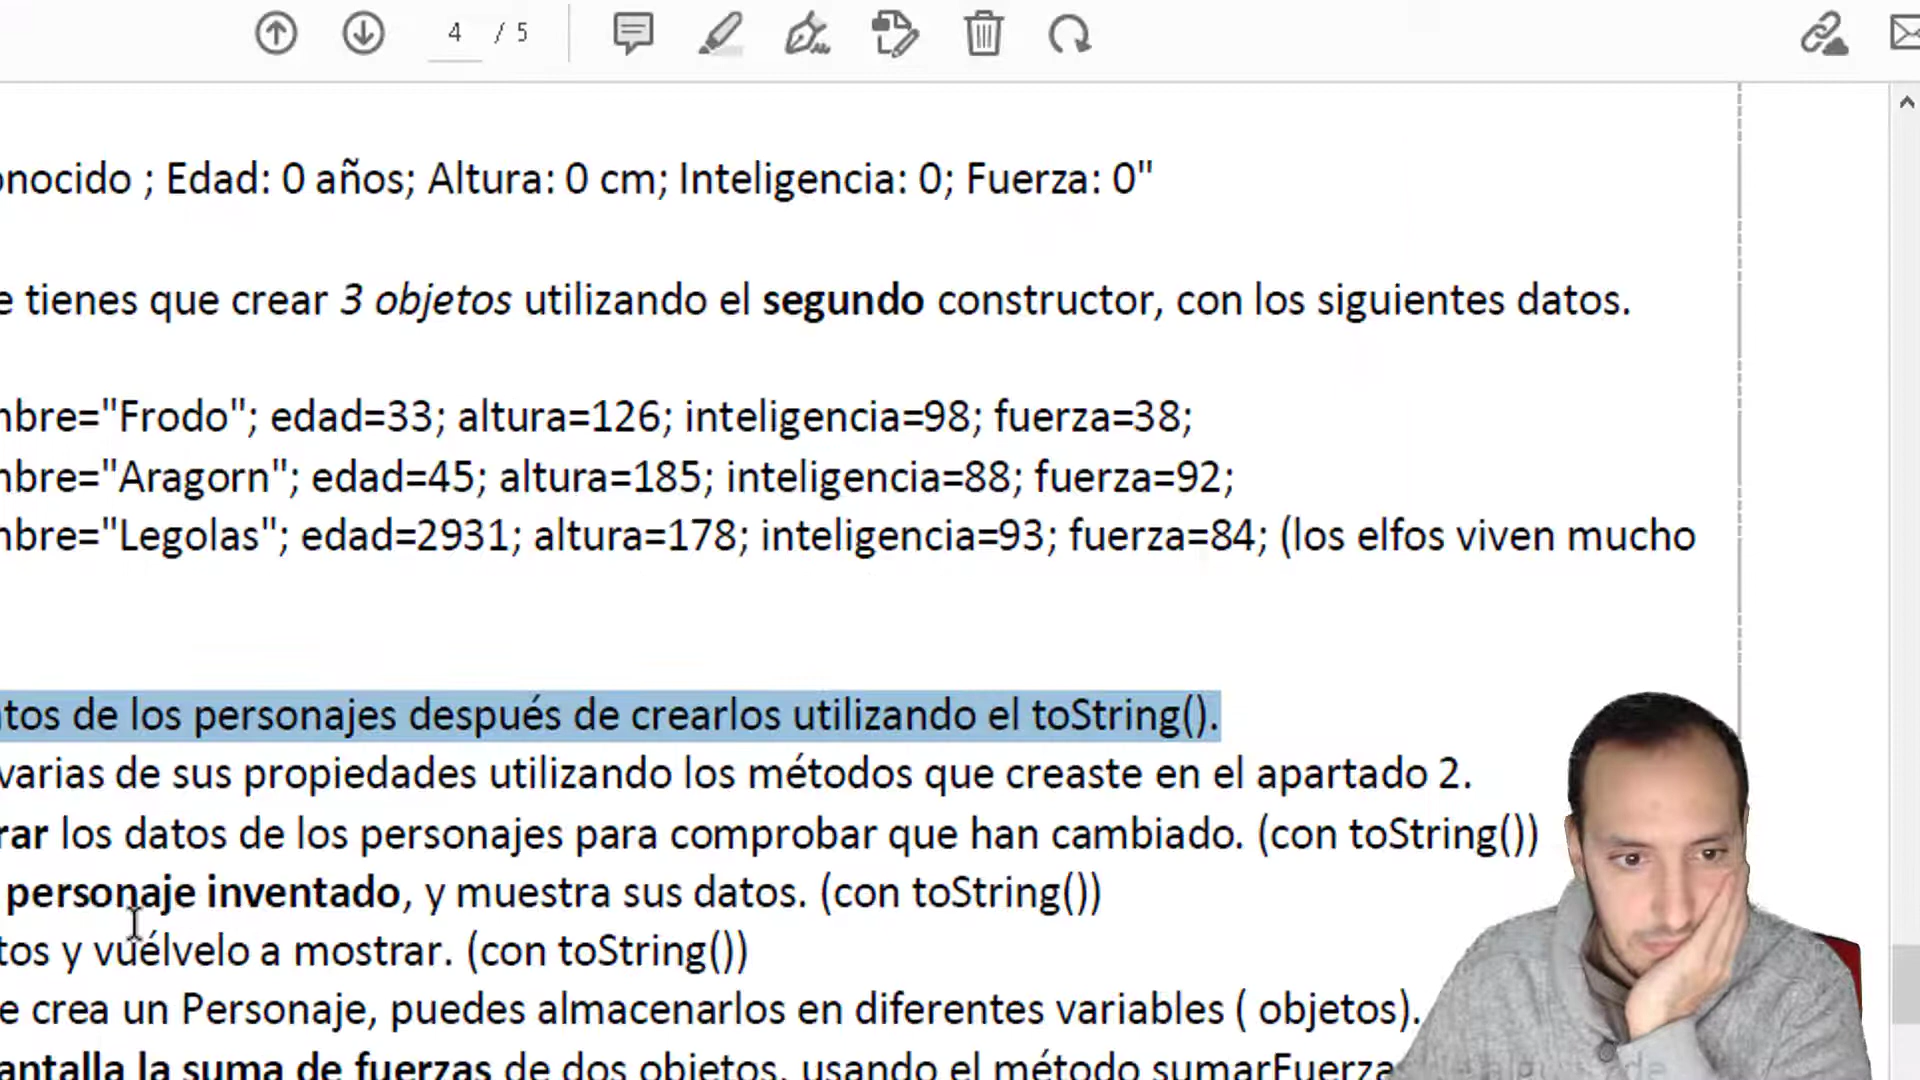 4 / 5
onocido ; Edad: 0 años; Altura: 0 cm; Inteligencia: 0; Fuerza: 0"
e tienes que crear 3 objetos utilizando el segundo constructor, con los siguientes datos.
mbre="Frodo"; edad=33; altura=126; inteligencia=98; fuerza=38;
mbre="Aragorn"; edad=45; altura=185; inteligencia=88; fuerza=92;
mbre="Legolas"; edad=2931; altura=178; inteligencia=93; fuerza=84; (los elfos viven mucho
atos de los personajes después de crearlos utilizando el toString().
varias de sus propiedades utilizando los métodos que creaste en el apartado 2.
rar los datos de los personajes para comprobar que han cambiado. (con toString())
personaje inventado, y muestra sus datos. (con toString())
tos y vuélvelo a mostrar. (con toString())
e crea un Personaje, puedes almacenarlos en diferentes variables ( objetos).
antalla la suma de fuerzas de dos objetos, usando el método sumarFuerza